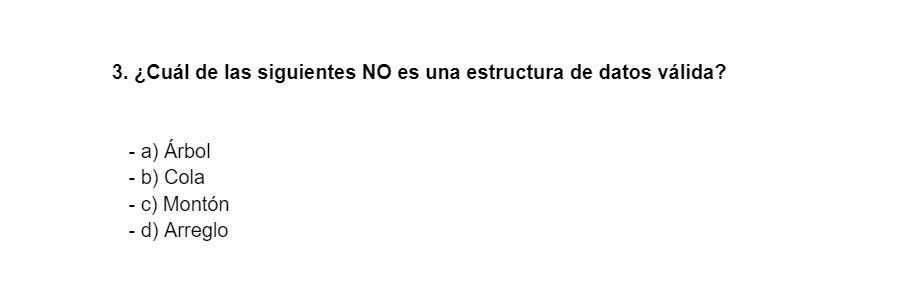 3. ¿Cuál de las siguientes NO es una estructura de datos válida?
- a) Árbol
- b) Cola
- c) Montón
- d) Arreglo